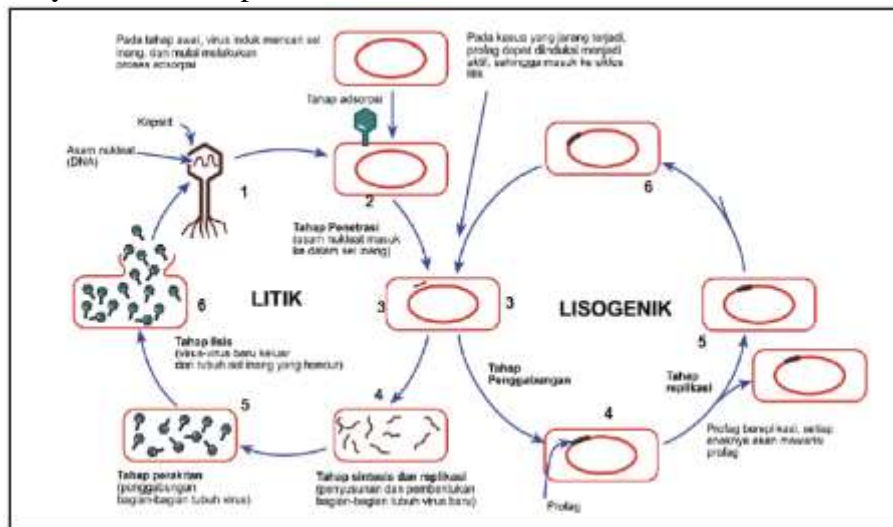 Pada tahap awal, virus induk mencari sel
inang, dan mulai melakukan
proses adsorpsi
Pada kasus yang jarang terjadi,
profag dapat diinduksi menjadi
aktif, sehingga masuk ke siklus
litik
Tahap adsorpsi
Kapsid
Asam nukleat
(DNA)
1
2
6
Tahap Penetrasi
(asam nukleat masuk
ke dalam sel inang)
6
LITIK
3
3
LISOGENIK
5
Tahap lisis
(virus-virus baru keluar
dari tubuh sel inang yang hancur)
Tahap
Penggabungan
Tahap
replikasi
5
4
4
Profag bereplikasi, setiap
anaknya akan mewarisi
profag
Tahap perakitan
(penggabungan
bagian-bagian tubuh virus)
Tahap sintesis dan replikasi
(penyusunan dan pembentukan
bagian-bagian tubuh virus baru)
Profag